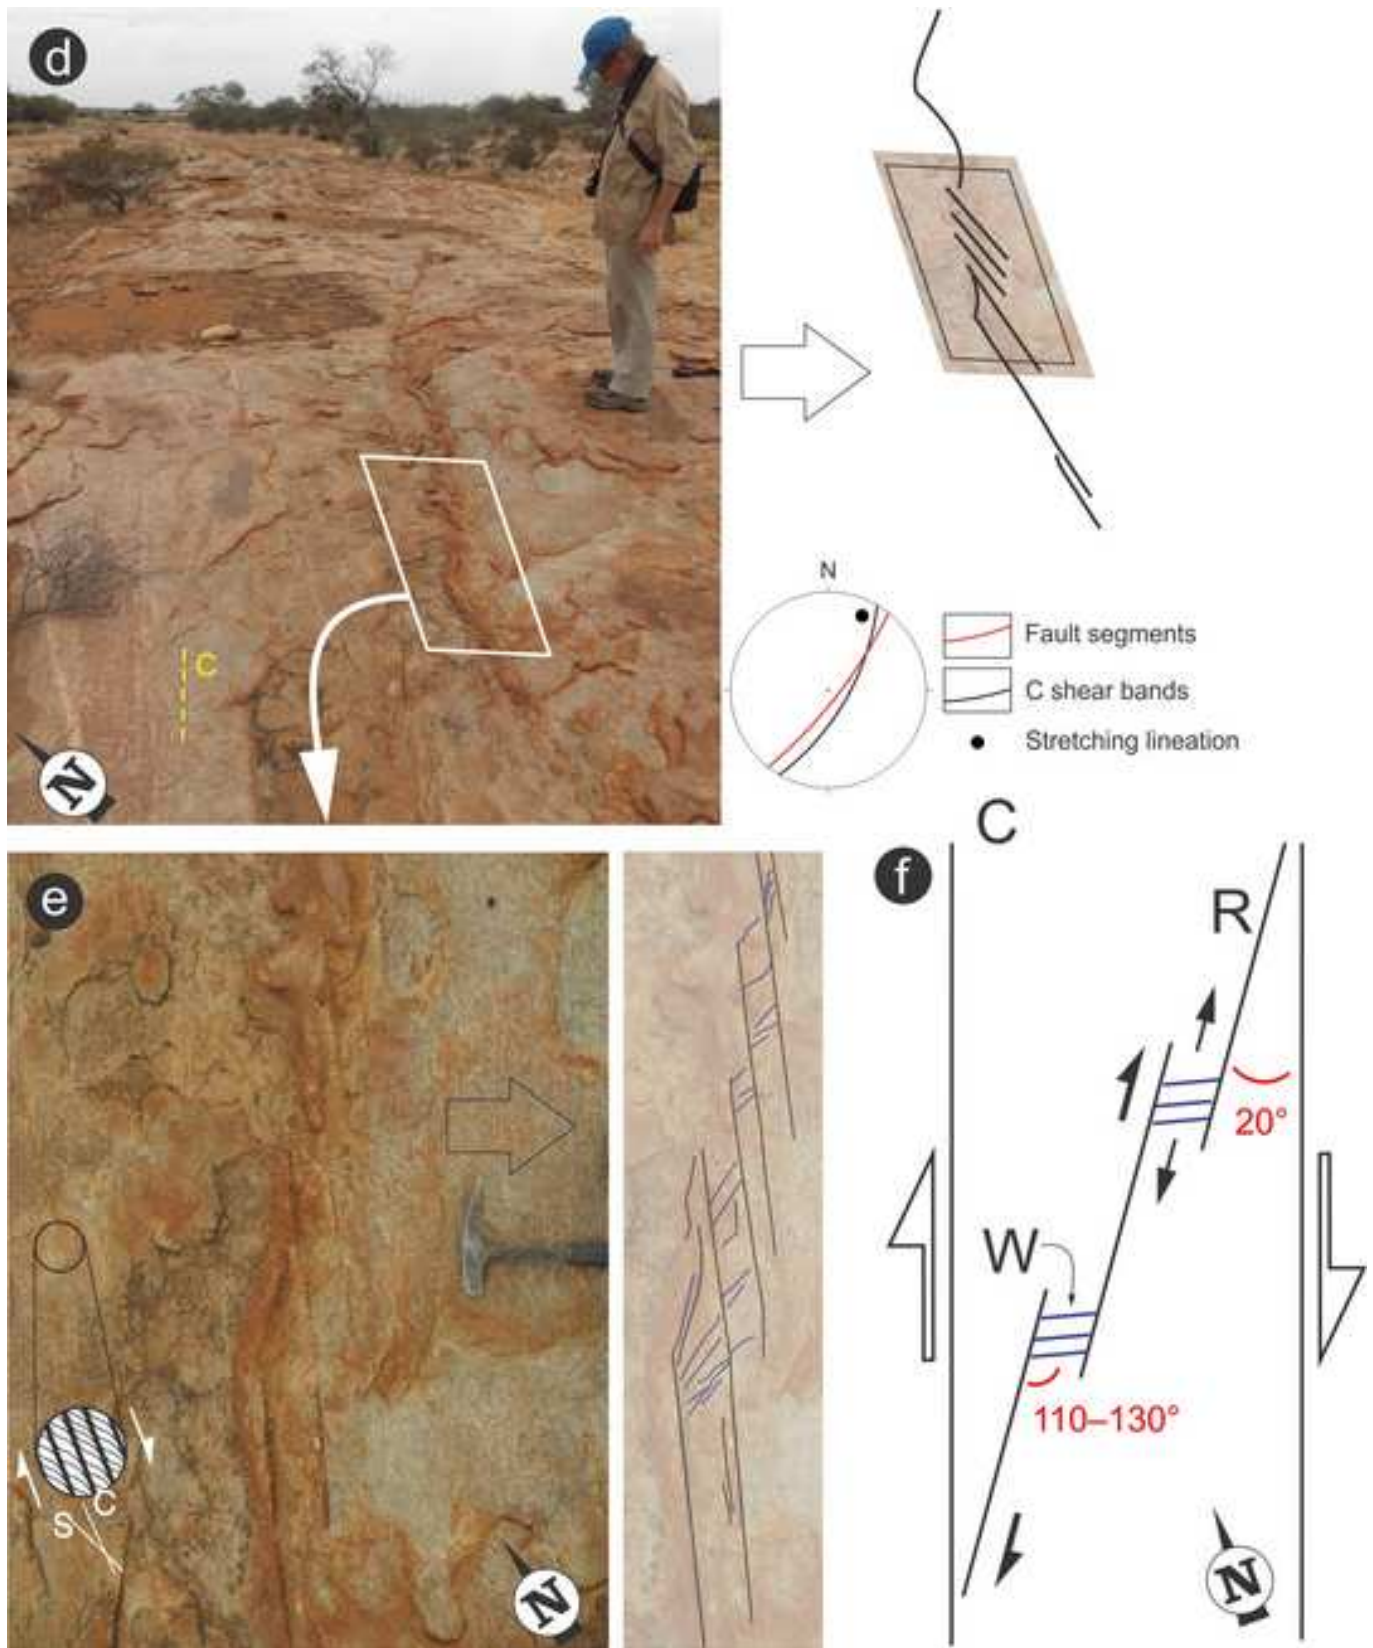 d
C
N
N
Fault segments
C shear bands
Stretching lineation
e
S
C
N
f
C
R
20°
W
110–130°
N